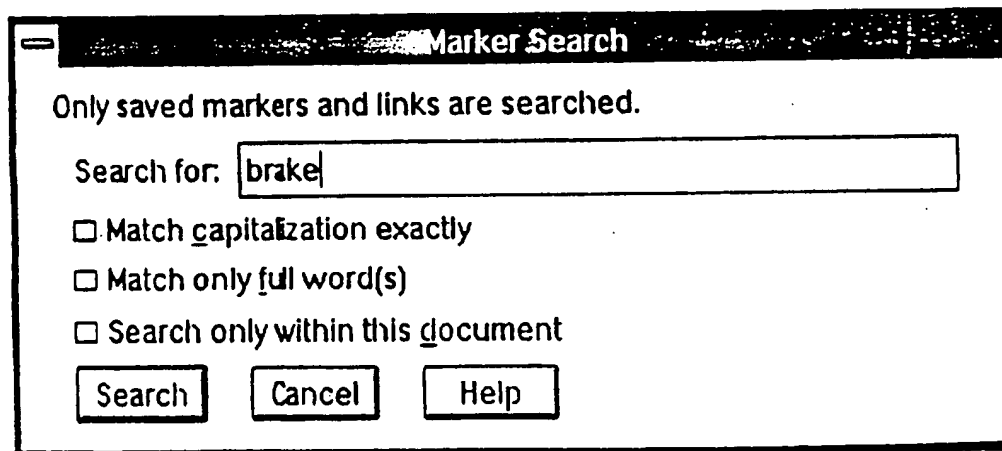 Marker Search
Only saved markers and links are searched.
Search for: brake
Match capitalization exactly
Match only full word(s)
Search only within this document
Search Cancel Help